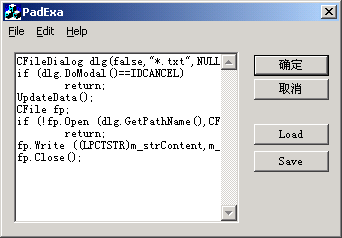 PadExa
File Edit Help
CFileDialog dlg(false,"*.txt",NULL
if (dlg.DoModal()==IDCANCEL)
return;
UpdateData();
CFile fp;
if (!fp.Open (dlg.GetPathName(),CF
return;
fp.Write ((LPCTSTR)m_strContent,m_
fp.Close();
确定
取消
Load
Save